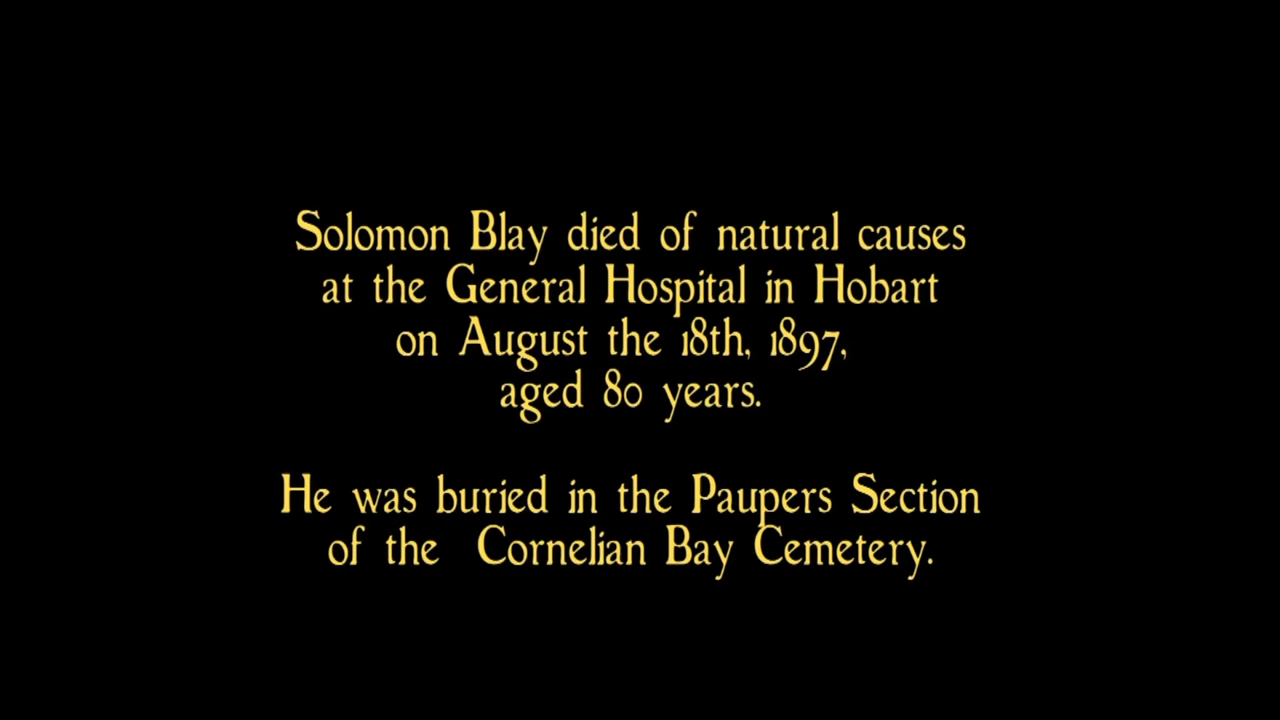 Solomon Blay died of natural causes
at the General Hospital in Hobart
on August the 18th, 1897,
aged 80 years.
He was buried in the Paupers Section
of the Cornelian Bay Cemetery.